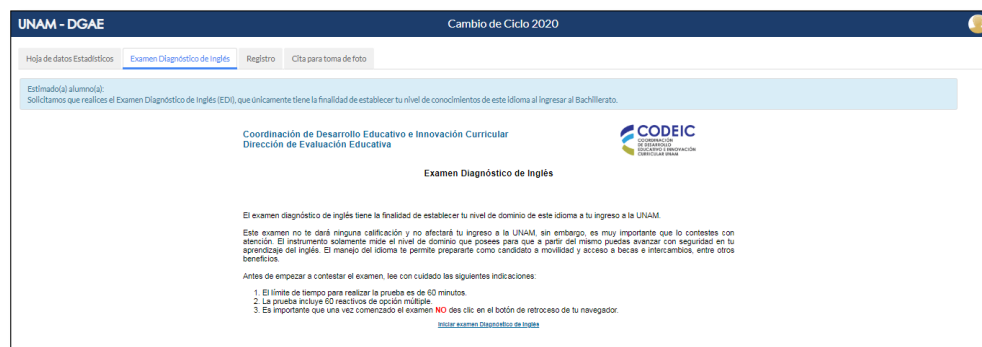 UNAM - DGAE
Cambio de Ciclo 2020
Hoja de datos Estadísticos
Examen Diagnóstico de Inglés
Registro
Cita para toma de foto
Estimado(a) alumno(a):
Solicitamos que realices el Examen Diagnóstico de Inglés (EDI), que únicamente tiene la finalidad de establecer tu nivel de conocimientos de este idioma al ingresar al Bachillerato.
Coordinación de Desarrollo Educativo e Innovación Curricular
Dirección de Evaluación Educativa
CODEIC
COORDINACIÓN
DE DESARROLLO
EDUCATIVO E INNOVACIÓN
CURRICULAR UNAM
Examen Diagnóstico de Inglés
El examen diagnóstico de inglés tiene la finalidad de establecer tu nivel de dominio de este idioma a tu ingreso a la UNAM.
Este examen no te dará ninguna calificación y no afectará tu ingreso a la UNAM, sin embargo, es muy importante que lo contestes con
atención. El instrumento solamente mide el nivel de dominio que posees para que a partir del mismo puedas avanzar con seguridad en tu
aprendizaje del inglés. El manejo del idioma te permite prepararte como candidato a movilidad y acceso a becas e intercambios, entre otros
beneficios.
Antes de empezar a contestar el examen, lee con cuidado las siguientes indicaciones:
1. El límite de tiempo para realizar la prueba es de 60 minutos.
2. La prueba incluye 60 reactivos de opción múltiple.
3. Es importante que una vez comenzado el examen NO des clic en el botón de retroceso de tu navegador.
Iniciar examen Diagnóstico de Inglés